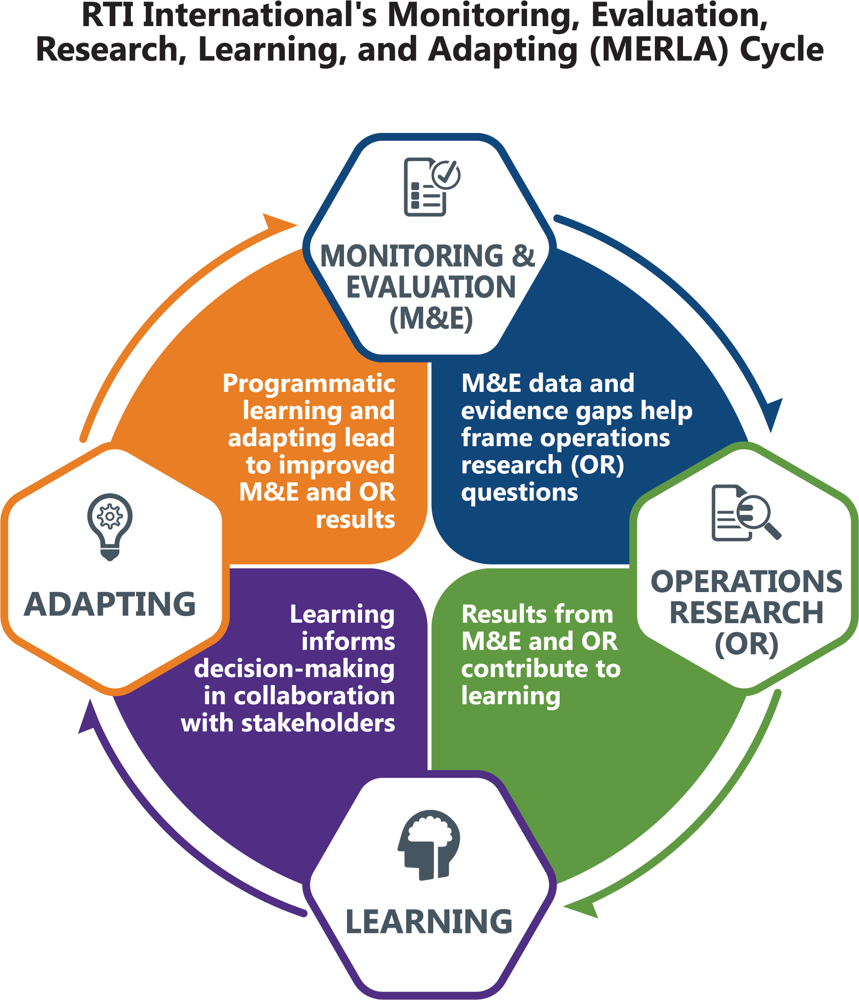 RTI International's Monitoring, Evaluation,
Research, Learning, and Adapting (MERLA) Cycle
MONITORING &
EVALUATION
(M&E)
M&E data and
evidence gaps help
frame operations
research (OR)
questions
OPERATIONS
RESEARCH
(OR)
Results from
M&E and OR
contribute to
learning
LEARNING
Learning
informs
decision-making
in collaboration
with stakeholders
ADAPTING
Programmatic
learning and
adapting lead
to improved
M&E and OR
results